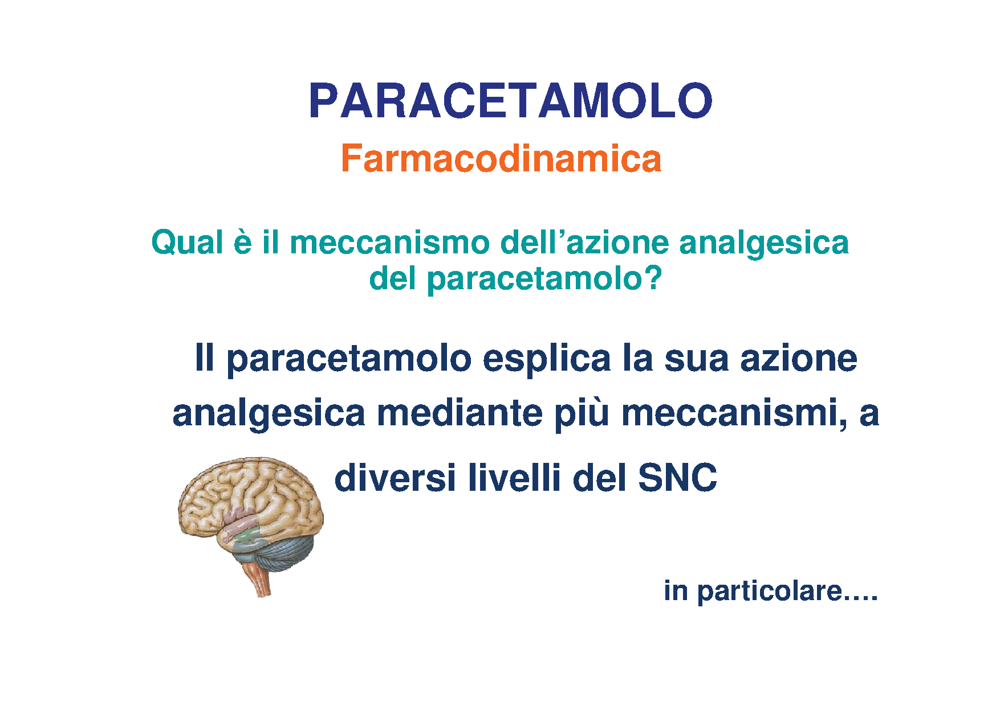 PARACETAMOLO
Farmacodinamica
Qual è il meccanismo dell’azione analgesica
del paracetamolo?
Il paracetamolo esplica la sua azione
analgesica mediante più meccanismi, a
diversi livelli del SNC
in particolare….